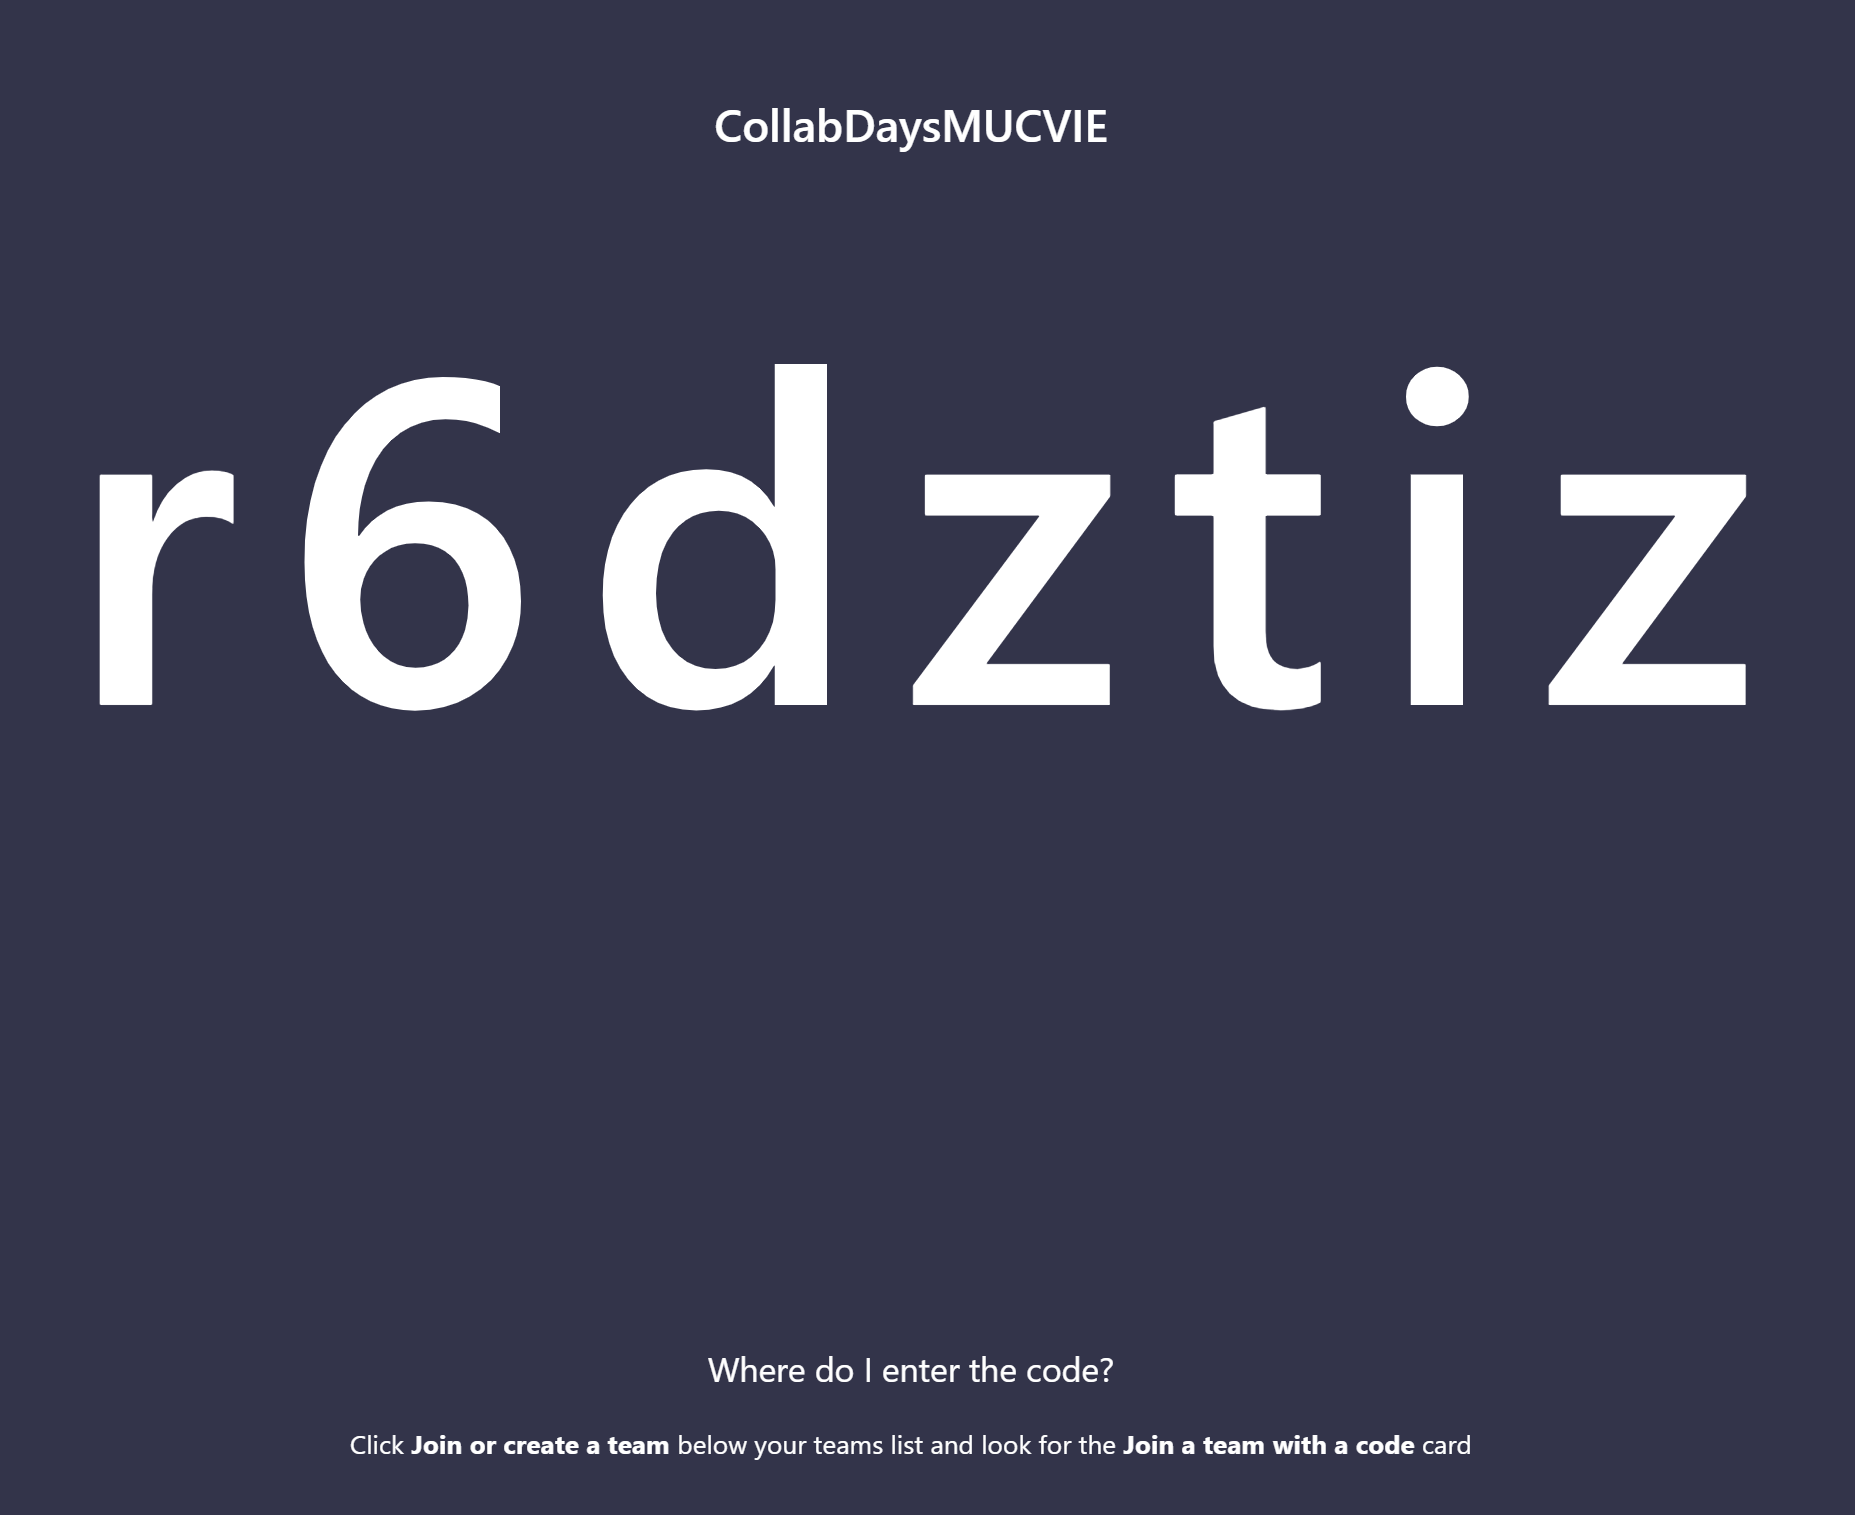 CollabDaysMUCVIE
r6dztiz
Where do I enter the code?
Click Join or create a team below your teams list and look for the Join a team with a code card